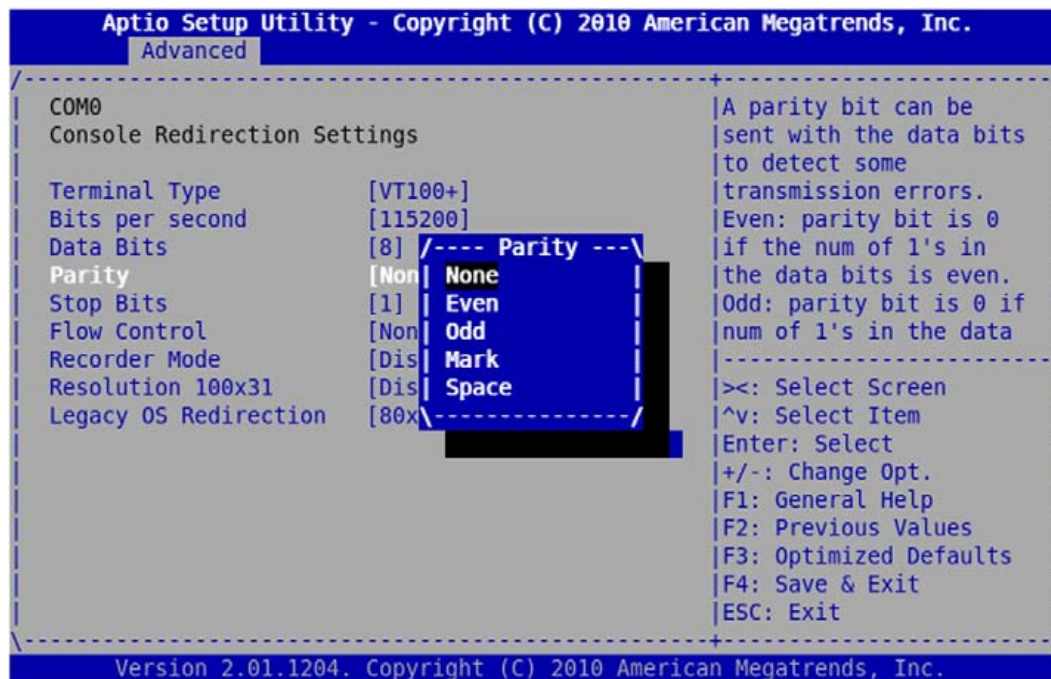 Aptio Setup Utility - Copyright (C) 2010 American Megatrends, Inc.
Advanced
COM0
Console Redirection Settings
Terminal Type [VT100+]
Bits per second [115200]
Data Bits [8]
Parity [Non
Stop Bits [1]
Flow Control [Non
Recorder Mode [Dis
Resolution 100x31 [Dis
Legacy OS Redirection [80x
/---- Parity ---\
None
Even
Odd
Mark
Space
A parity bit can be
sent with the data bits
to detect some
transmission errors.
Even: parity bit is 0
if the num of 1's in
the data bits is even.
Odd: parity bit is 0 if
num of 1's in the data
><: Select Screen
^v: Select Item
Enter: Select
+/-: Change Opt.
F1: General Help
F2: Previous Values
F3: Optimized Defaults
F4: Save & Exit
ESC: Exit
Version 2.01.1204. Copyright (C) 2010 American Megatrends, Inc.